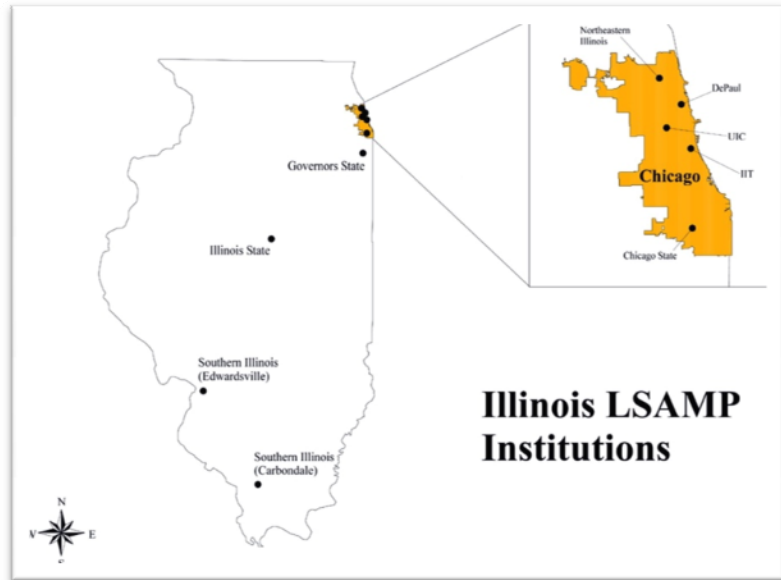 Northeastern
Illinois
DePaul
UIC
IIT
Chicago
Chicago State
Governors State
Illinois State
Southern Illinois
(Edwardsville)
Southern Illinois
(Carbondale)
Illinois LSAMP
Institutions
N
W E
S